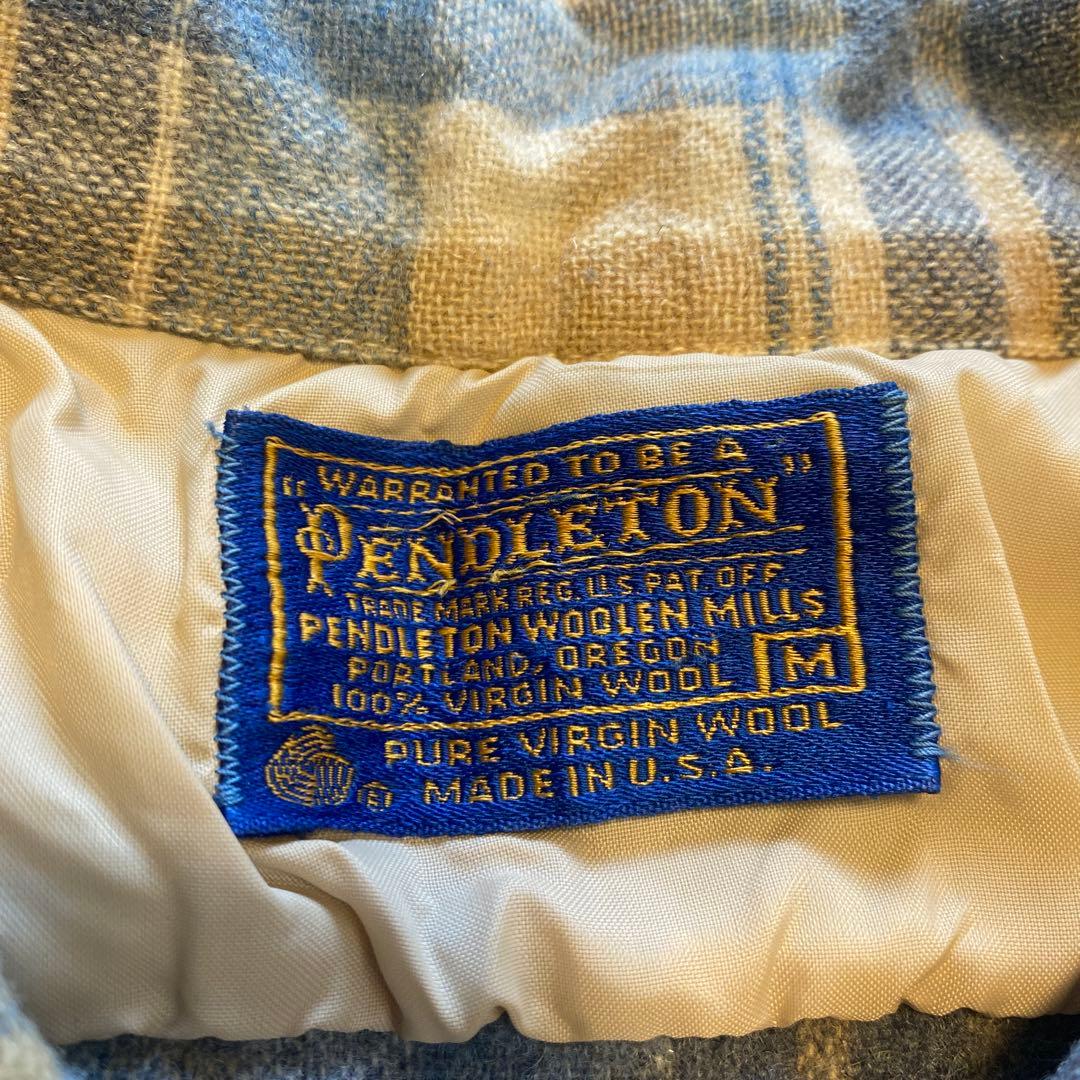 "WARRANTED TO BE A
PENDLETON"
TRADE MARK REG. U.S. PAT. OFF.
PENDLETON WOOLEN MILLS
PORTLAND, OREGON
100% VIRGIN WOOL
M
PURE VIRGIN WOOL
MADE IN U.S.A.